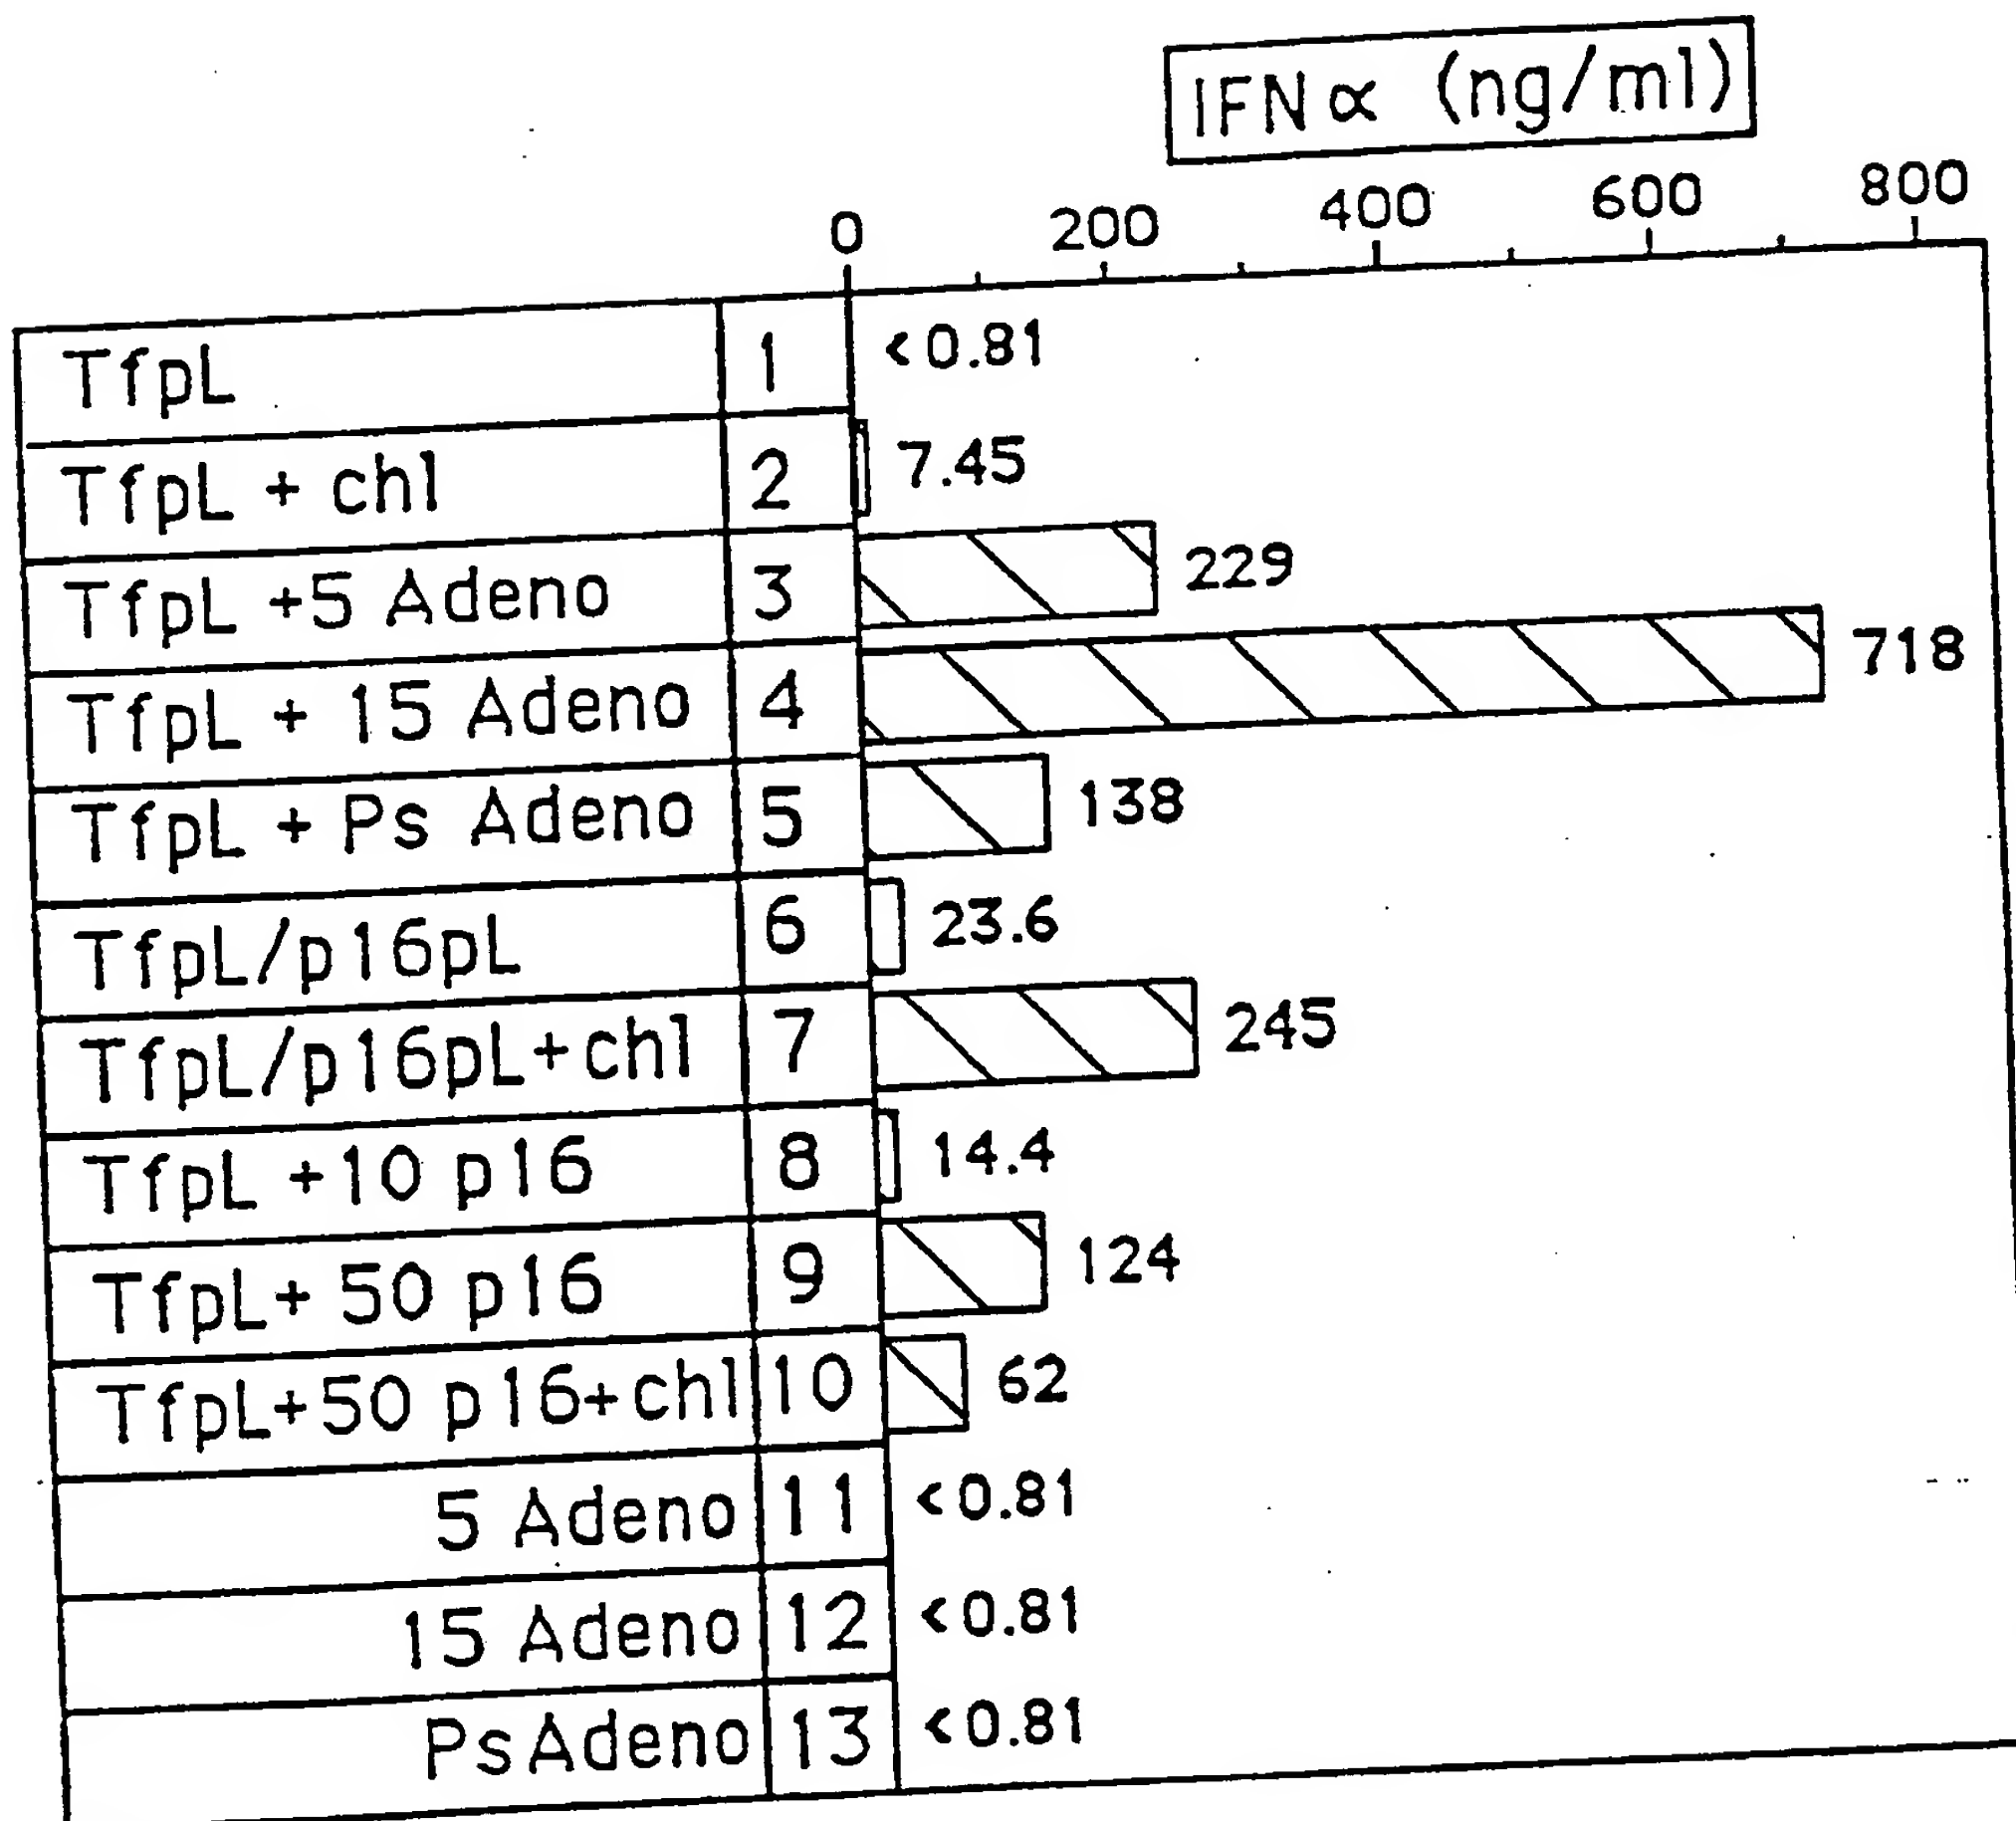 IFN∝ (ng/ml)
0 200 400 600 800
TfpL 1 <0.81
TfpL + chl 2 7.45
TfpL +5 Adeno 3 229
TfpL + 15 Adeno 4 718
TfpL + Ps Adeno 5 138
TfpL/p16pL 6 23.6
TfpL/p16pL+chl 7 245
TfpL +10 p16 8 14.4
TfpL+ 50 p16 9 124
TfpL+50 p16+chl 10 62
5 Adeno 11 <0.81
15 Adeno 12 <0.81
PsAdeno 13 <0.81